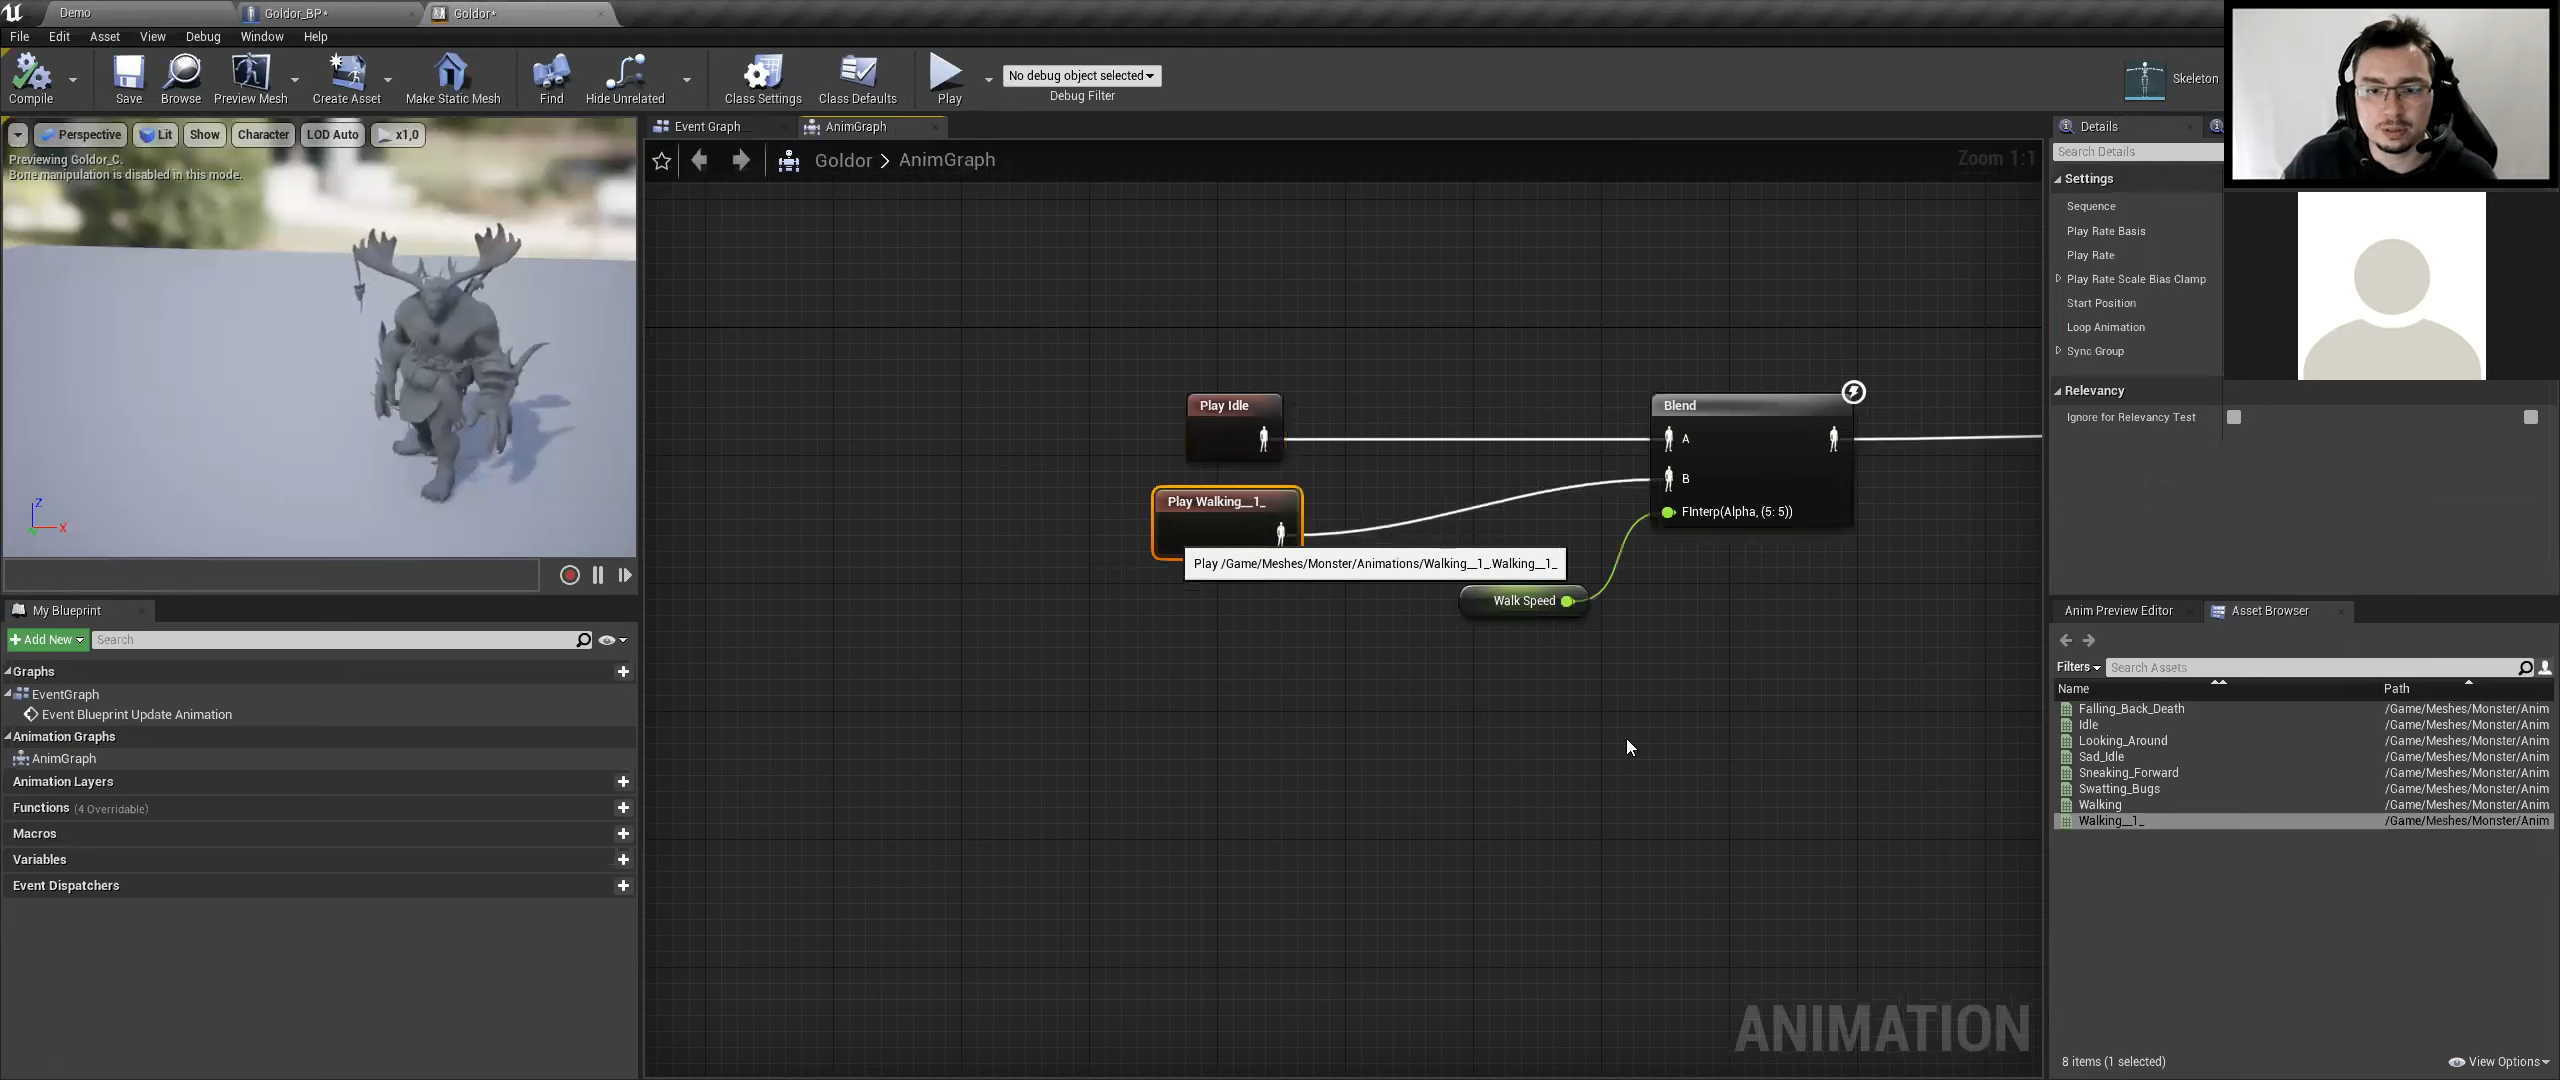 Demo
Goldor_BP*
Goldor*
File Edit Asset View Debug Window Help
Compile
Save
Browse
Preview Mesh
Create Asset
Make Static Mesh
Find
Hide Unrelated
Class Settings
Class Defaults
Play
No debug object selected
Debug Filter
Skeleton
Perspective
Lit
Show
Character
LOD Auto
x1,0
Previewing Goldor_C.
Bone manipulation is disabled in this mode.
Z
X
Event Graph
AnimGraph
Goldor > AnimGraph
Zoom 1:1
Play Idle
Play Walking__1_
Play /Game/Meshes/Monster/Animations/Walking__1_.Walking__1_
Walk Speed
Blend
A
B
FInterp(Alpha, (5: 5))
ANIMATION
My Blueprint
+ Add New
Search
Graphs
EventGraph
Event Blueprint Update Animation
Animation Graphs
AnimGraph
Animation Layers
Functions (4 Overridable)
Macros
Variables
Event Dispatchers
Details
Search Details
Settings
Sequence
Play Rate Basis
Play Rate
Play Rate Scale Bias Clamp
Start Position
Loop Animation
Sync Group
Relevancy
Ignore for Relevancy Test
Anim Preview Editor
Asset Browser
Filters
Search Assets
Name Path
Falling_Back_Death /Game/Meshes/Monster/Anim
Idle /Game/Meshes/Monster/Anim
Looking_Around /Game/Meshes/Monster/Anim
Sad_Idle /Game/Meshes/Monster/Anim
Sneaking_Forward /Game/Meshes/Monster/Anim
Swatting_Bugs /Game/Meshes/Monster/Anim
Walking /Game/Meshes/Monster/Anim
Walking__1_ /Game/Meshes/Monster/Anim
8 items (1 selected)
View Options